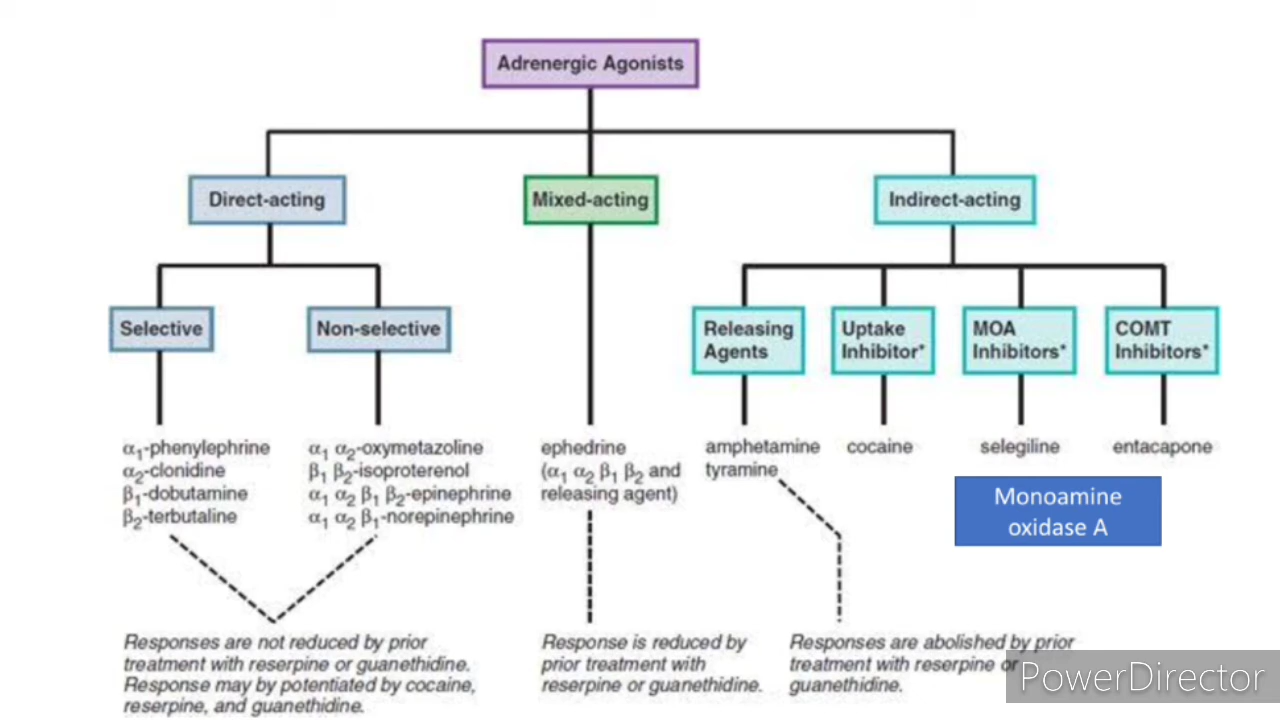 Adrenergic Agonists
Direct-acting
Mixed-acting
Indirect-acting
Selective
Non-selective
Releasing
Agents
Uptake
Inhibitor*
MOA
Inhibitors*
COMT
Inhibitors*
α₁-phenylephrine
α₂-clonidine
β₁-dobutamine
β₂-terbutaline
α₁ α₂-oxymetazoline
β₁ β₂-isoproterenol
α₁ α₂ β₁ β₂-epinephrine
α₁ α₂ β₁-norepinephrine
ephedrine
(α₁ α₂ β₁ β₂ and
releasing agent)
amphetamine
tyramine
cocaine
selegiline
entacapone
Monoamine
oxidase A
Responses are not reduced by prior
treatment with reserpine or guanethidine.
Response may by potentiated by cocaine,
reserpine, and guanethidine.
Response is reduced by
prior treatment with
reserpine or guanethidine.
Responses are abolished by prior
treatment with reserpine or
guanethidine.
PowerDirector